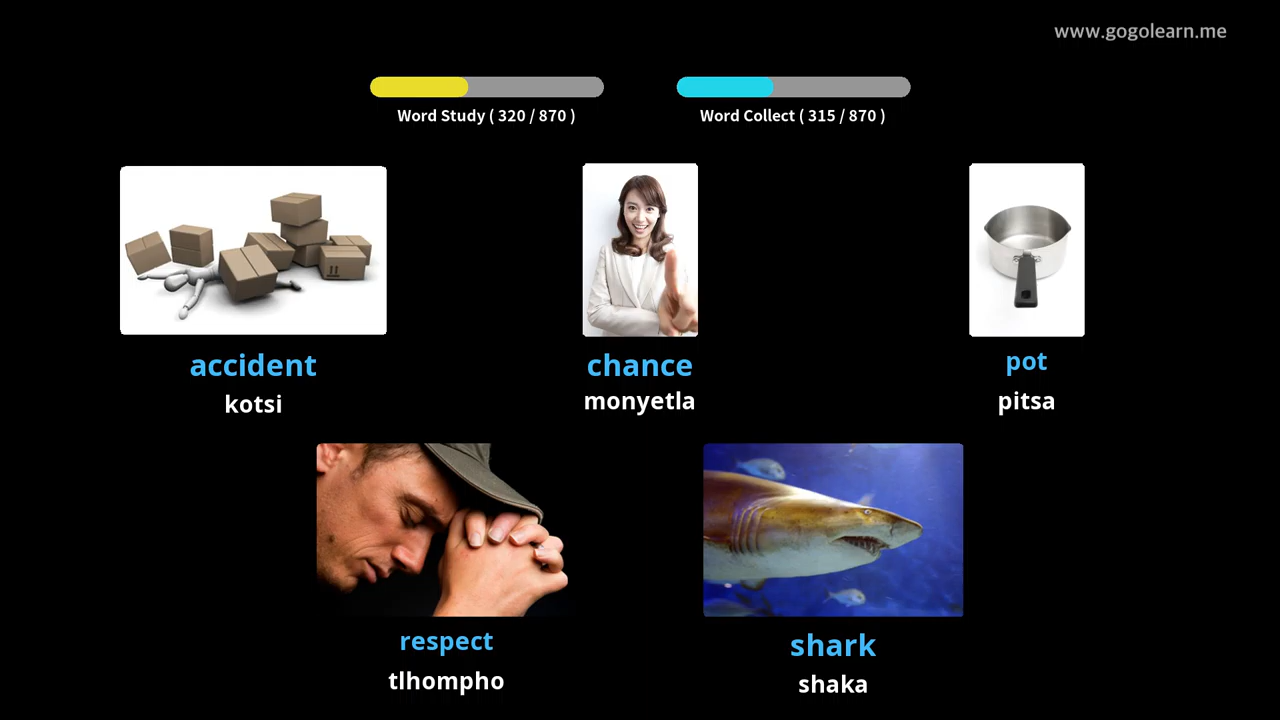 www.gogolearn.me
Word Study ( 320 / 870 )
Word Collect ( 315 / 870 )
accident
kotsi
chance
monyetla
pot
pitsa
respect
tlhompho
shark
shaka